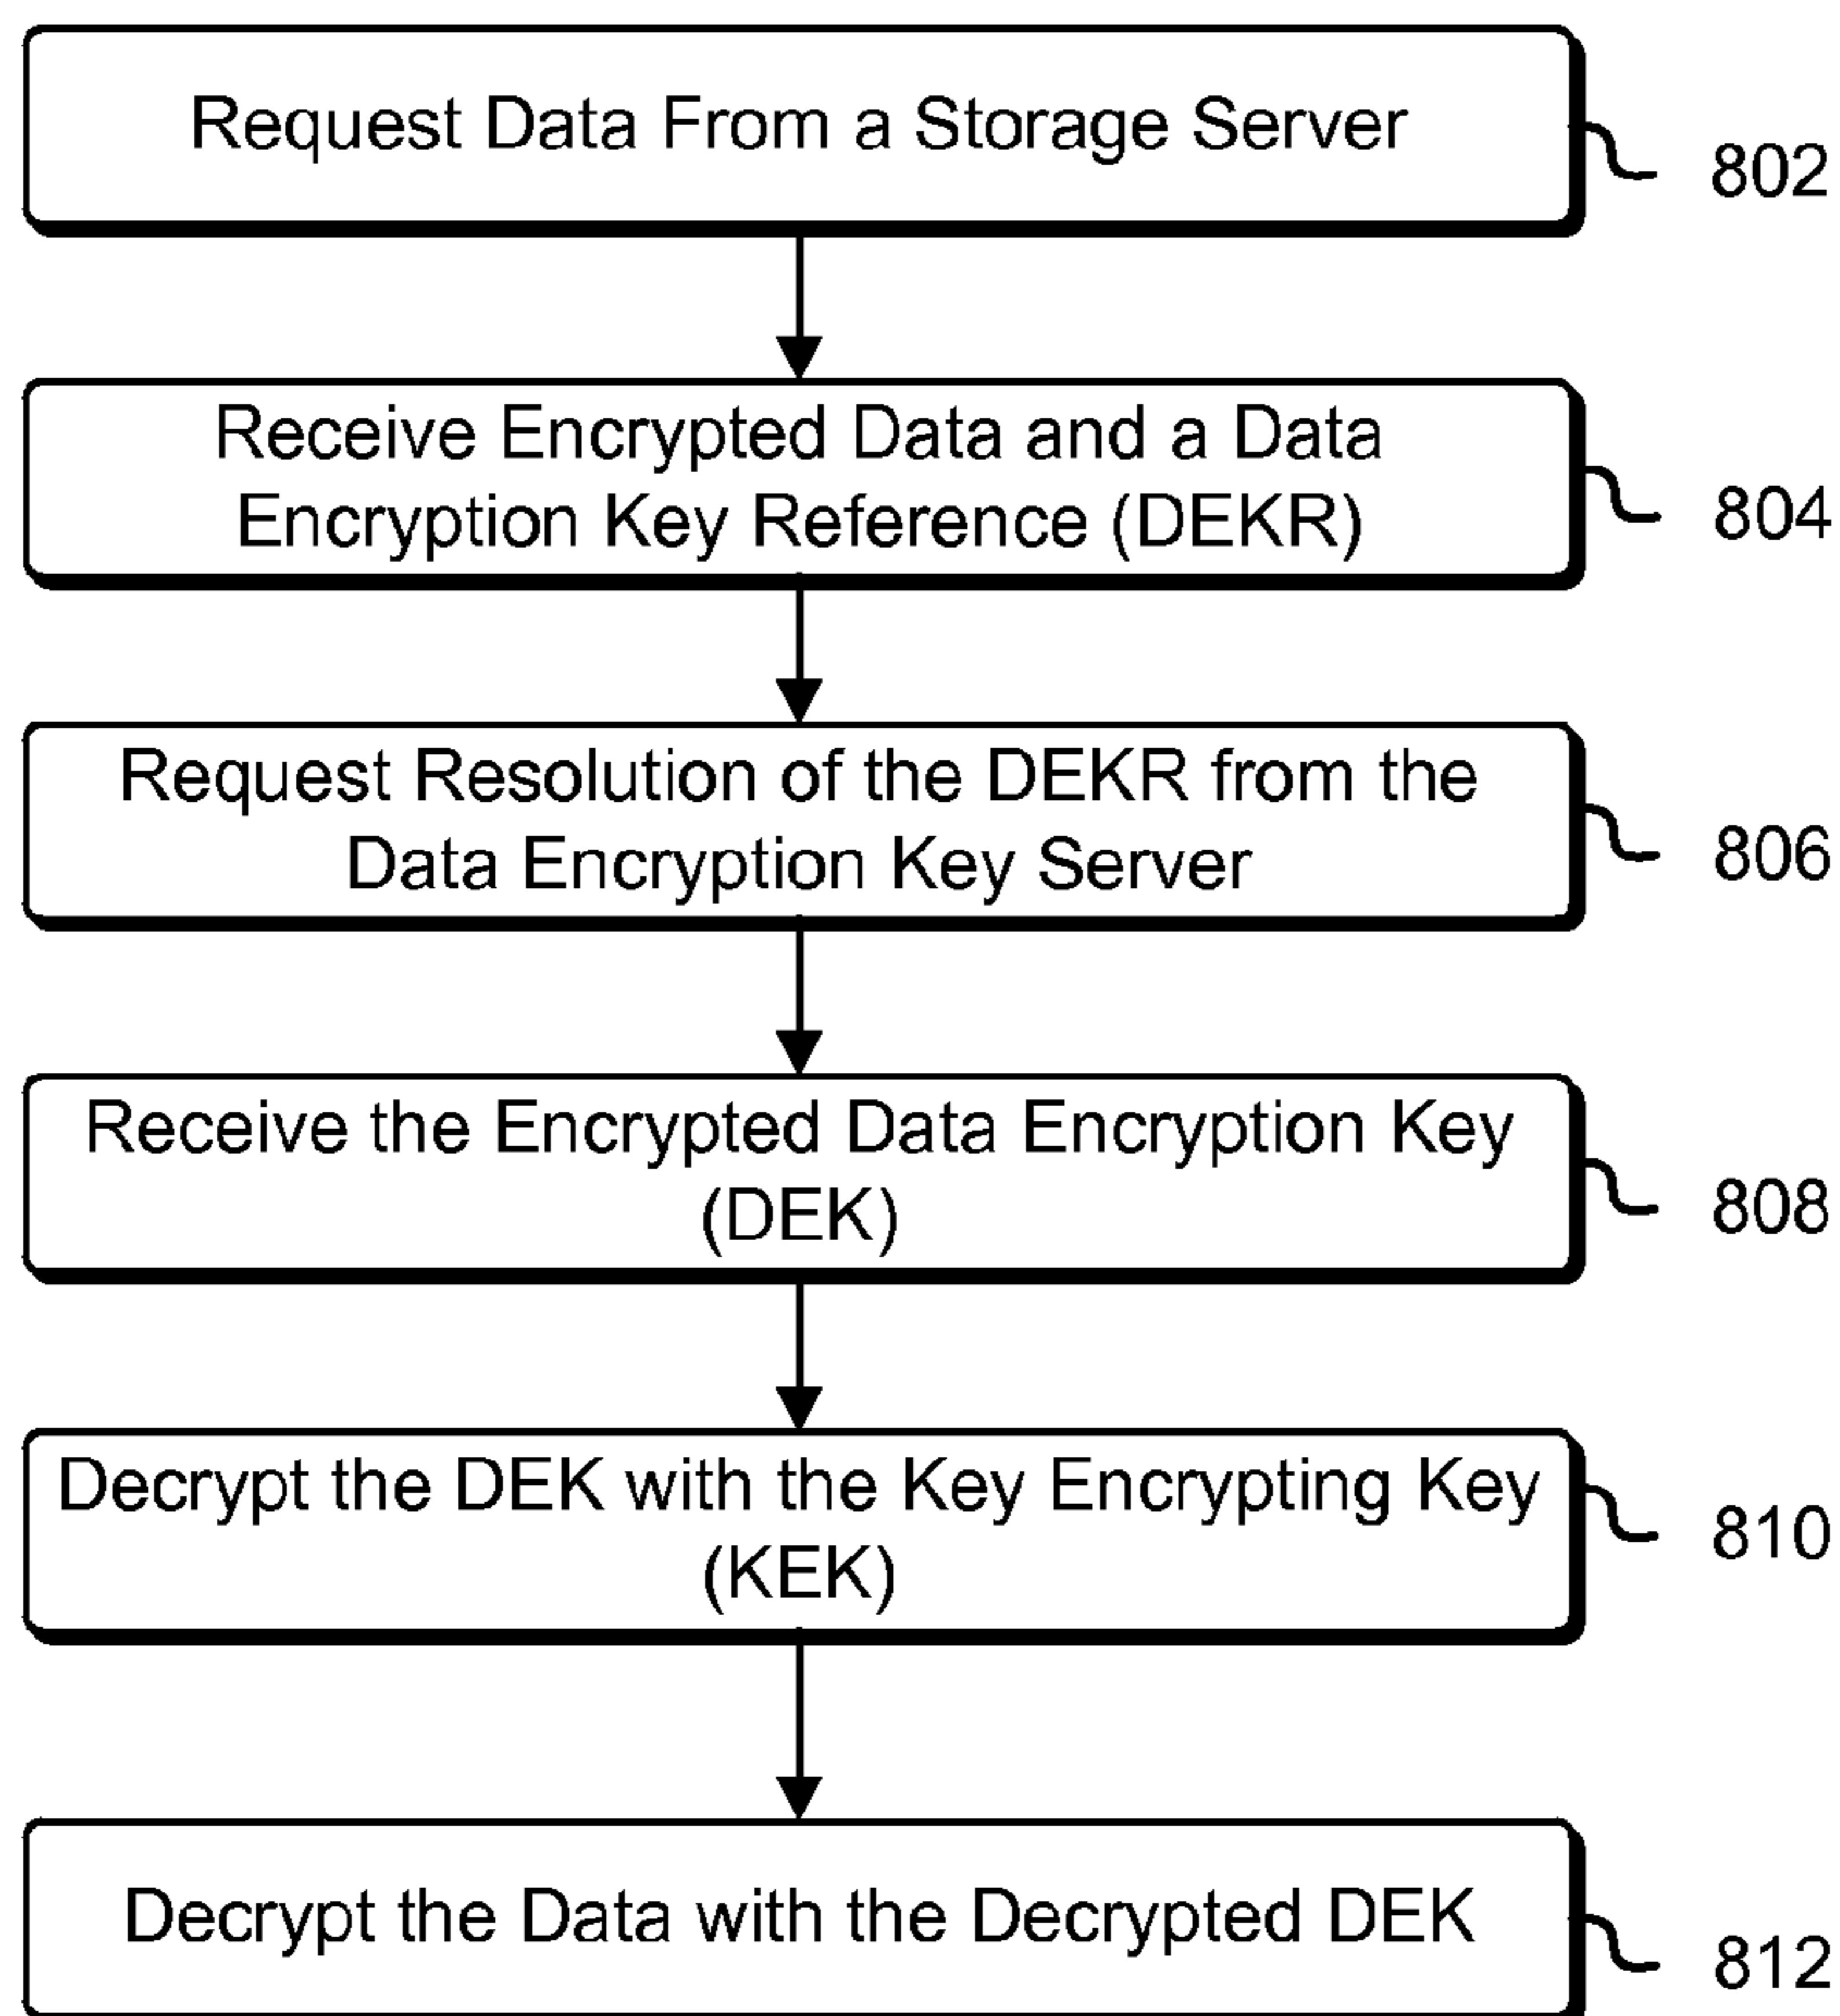 Request Data From a Storage Server
802
Receive Encrypted Data and a Data
Encryption Key Reference (DEKR)
804
Request Resolution of the DEKR from the
Data Encryption Key Server
806
Receive the Encrypted Data Encryption Key
(DEK)
808
Decrypt the DEK with the Key Encrypting Key
(KEK)
810
Decrypt the Data with the Decrypted DEK
812